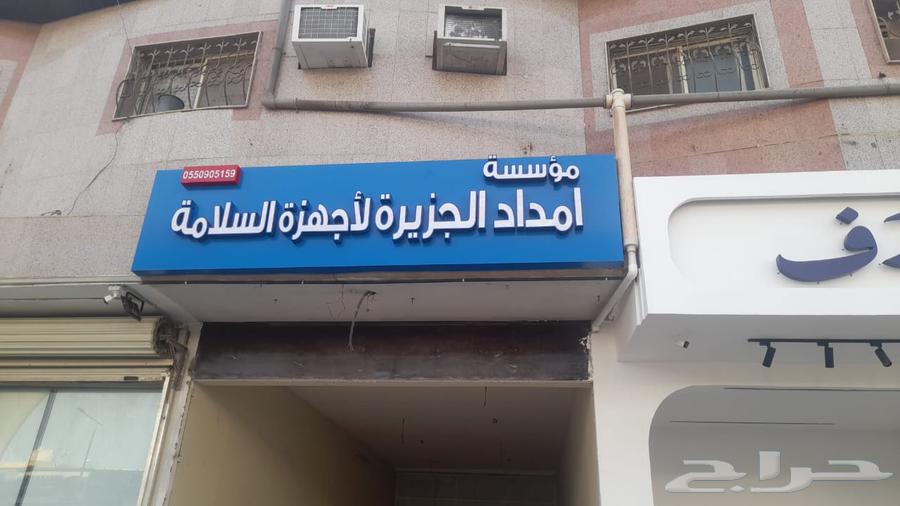 مؤسسة
امداد الجزيرة لأجهزة السلامة
0550905159
حراج